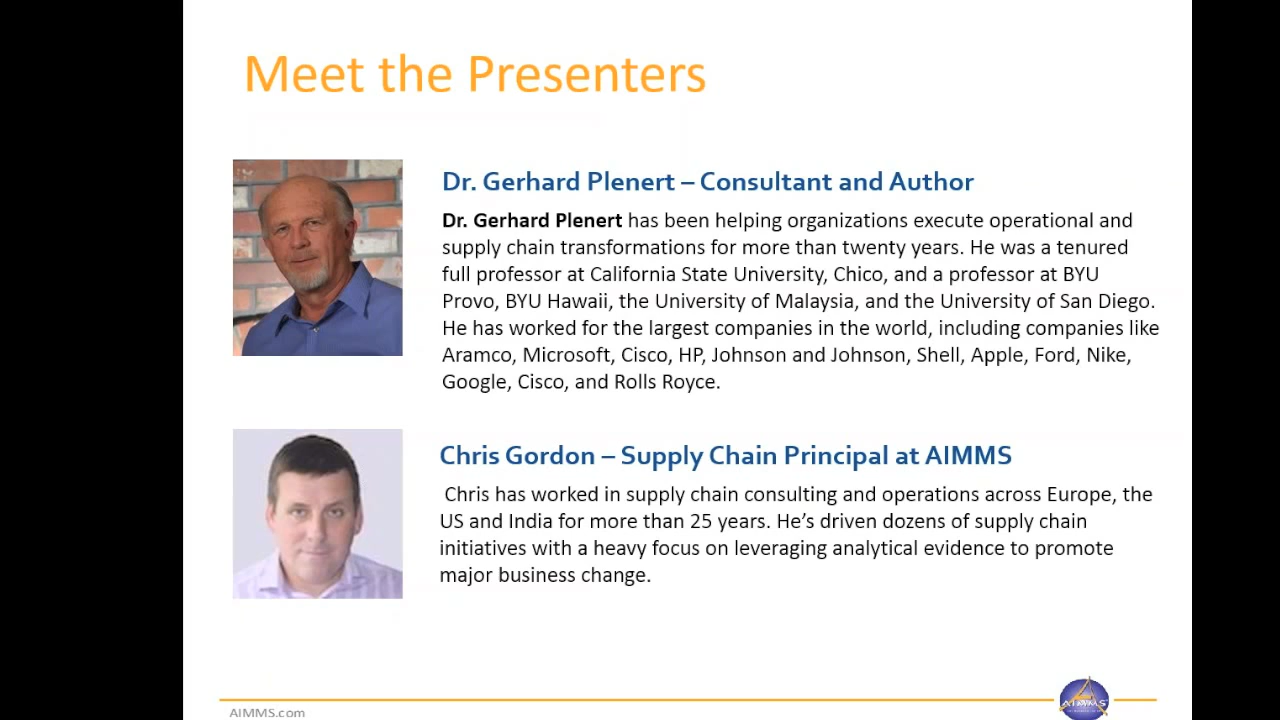 Meet the Presenters
Dr. Gerhard Plenert – Consultant and Author
Dr. Gerhard Plenert has been helping organizations execute operational and
supply chain transformations for more than twenty years. He was a tenured
full professor at California State University, Chico, and a professor at BYU
Provo, BYU Hawaii, the University of Malaysia, and the University of San Diego.
He has worked for the largest companies in the world, including companies like
Aramco, Microsoft, Cisco, HP, Johnson and Johnson, Shell, Apple, Ford, Nike,
Google, Cisco, and Rolls Royce.
Chris Gordon – Supply Chain Principal at AIMMS
Chris has worked in supply chain consulting and operations across Europe, the
US and India for more than 25 years. He’s driven dozens of supply chain
initiatives with a heavy focus on leveraging analytical evidence to promote
major business change.
AIMMS.com
AIMMS